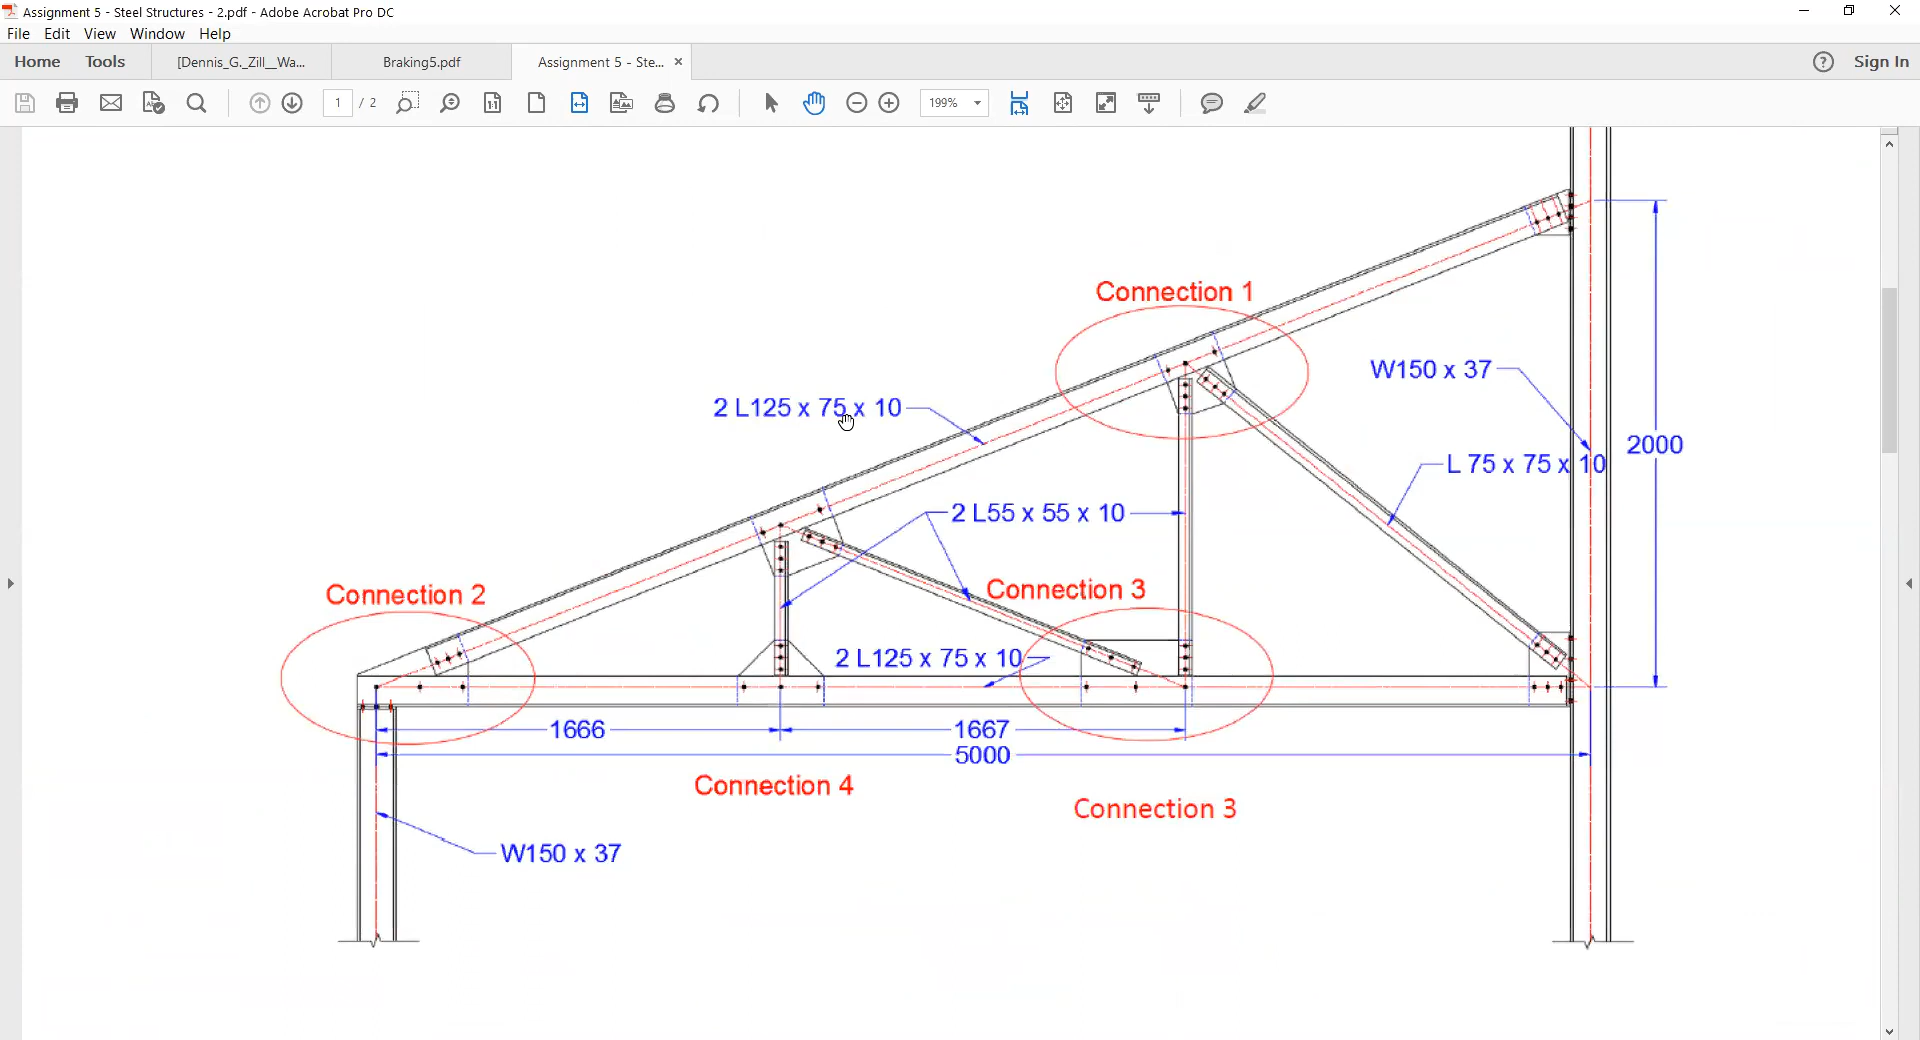 Assignment 5 - Steel Structures - 2.pdf - Adobe Acrobat Pro DC
File Edit View Window Help
Home Tools [Dennis_G._Zill__Wa... Braking5.pdf Assignment 5 - Ste... × Sign In
1 / 2 199%
Connection 1
W150 x 37
2 L125 x 75 x 10
2000
L 75 x 75 x 10
2 L55 x 55 x 10
Connection 2
Connection 3
2 L125 x 75 x 10
1666
1667
5000
Connection 4
Connection 3
W150 x 37